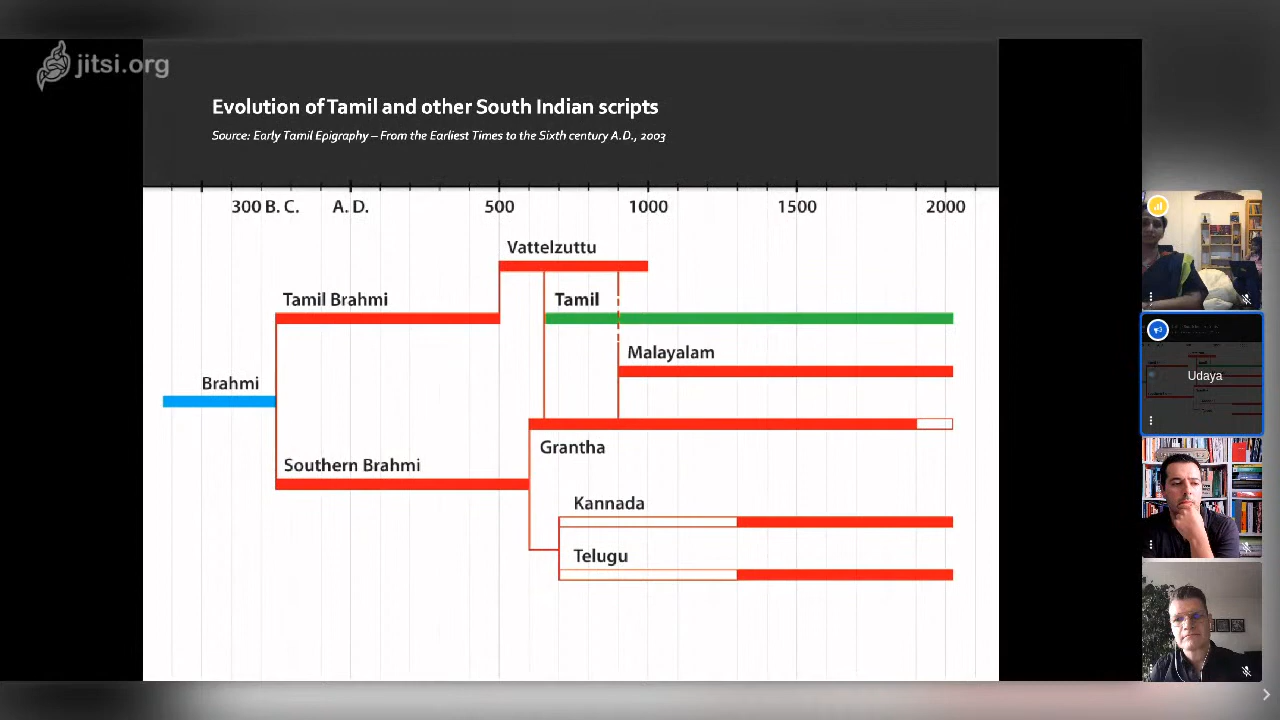 jitsi.org
Evolution of Tamil and other South Indian scripts
Source: Early Tamil Epigraphy – From the Earliest Times to the Sixth century A.D., 2003
300 B. C. A. D. 500 1000 1500 2000
Vattelzuttu
Tamil Brahmi
Tamil
Malayalam
Brahmi
Udaya
Grantha
Southern Brahmi
Kannada
Telugu